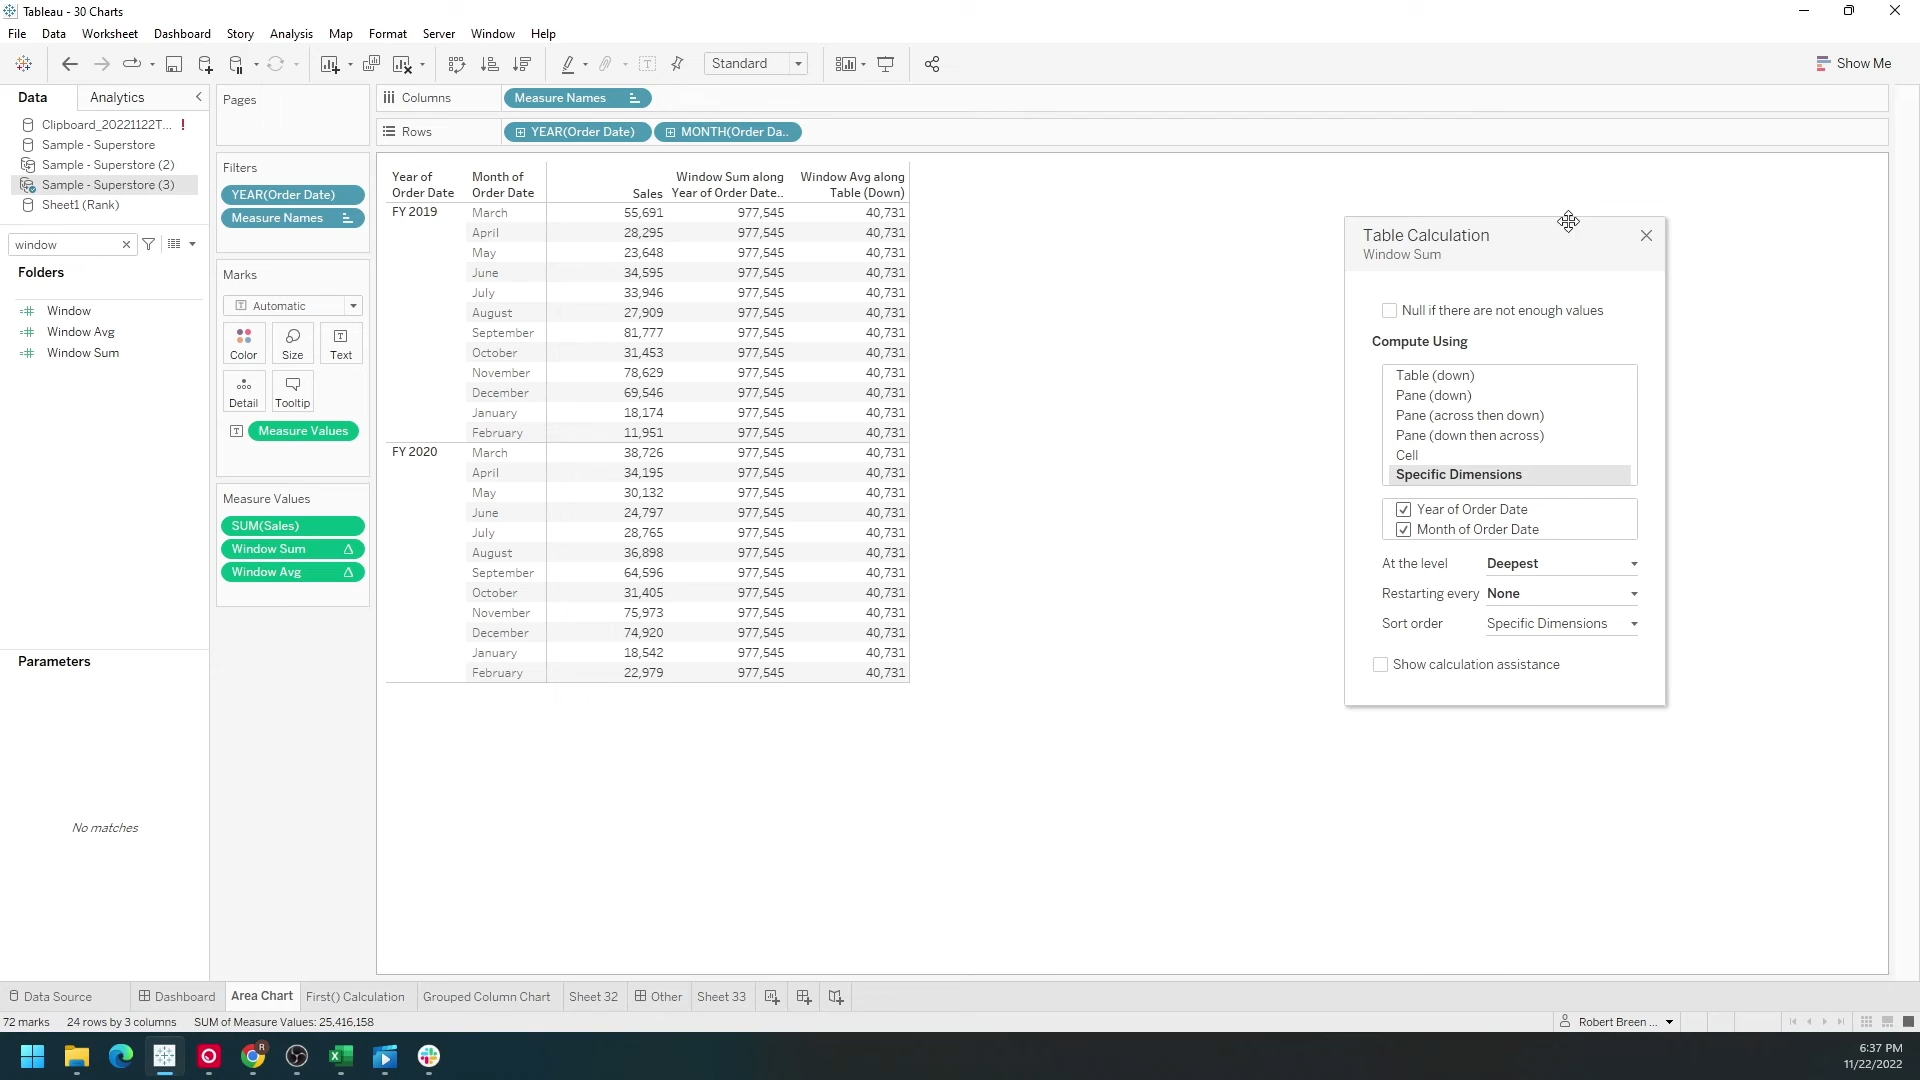 Tableau - 30 Charts
File Data Worksheet Dashboard Story Analysis Map Format Server Window Help
Standard
Show Me
Data Analytics
Clipboard_20221122T... !
Sample - Superstore
Sample - Superstore (2)
Sample - Superstore (3)
Sheet1 (Rank)
window
Folders
Window
Window Avg
Window Sum
Parameters
No matches
Pages
Filters
YEAR(Order Date)
Measure Names
Marks
Automatic
Color Size Text
Detail Tooltip
Measure Values
Measure Values
SUM(Sales)
Window Sum
Window Avg
Columns Measure Names
Rows YEAR(Order Date) MONTH(Order Da..
Year of Month of Window Sum along Window Avg along
Order Date Order Date Sales Year of Order Date.. Table (Down)
FY 2019 March 55,691 977,545 40,731
April 28,295 977,545 40,731
May 23,648 977,545 40,731
June 34,595 977,545 40,731
July 33,946 977,545 40,731
August 27,909 977,545 40,731
September 81,777 977,545 40,731
October 31,453 977,545 40,731
November 78,629 977,545 40,731
December 69,546 977,545 40,731
January 18,174 977,545 40,731
February 11,951 977,545 40,731
FY 2020 March 38,726 977,545 40,731
April 34,195 977,545 40,731
May 30,132 977,545 40,731
June 24,797 977,545 40,731
July 28,765 977,545 40,731
August 36,898 977,545 40,731
September 64,596 977,545 40,731
October 31,405 977,545 40,731
November 75,973 977,545 40,731
December 74,920 977,545 40,731
January 18,542 977,545 40,731
February 22,979 977,545 40,731
Table Calculation
Window Sum
Null if there are not enough values
Compute Using
Table (down)
Pane (down)
Pane (across then down)
Pane (down then across)
Cell
Specific Dimensions
Year of Order Date
Month of Order Date
At the level Deepest
Restarting every None
Sort order Specific Dimensions
Show calculation assistance
Data Source Dashboard Area Chart First() Calculation Grouped Column Chart Sheet 32 Other Sheet 33
72 marks 24 rows by 3 columns SUM of Measure Values: 25,416,158
Robert Breen ...
6:37 PM
11/22/2022